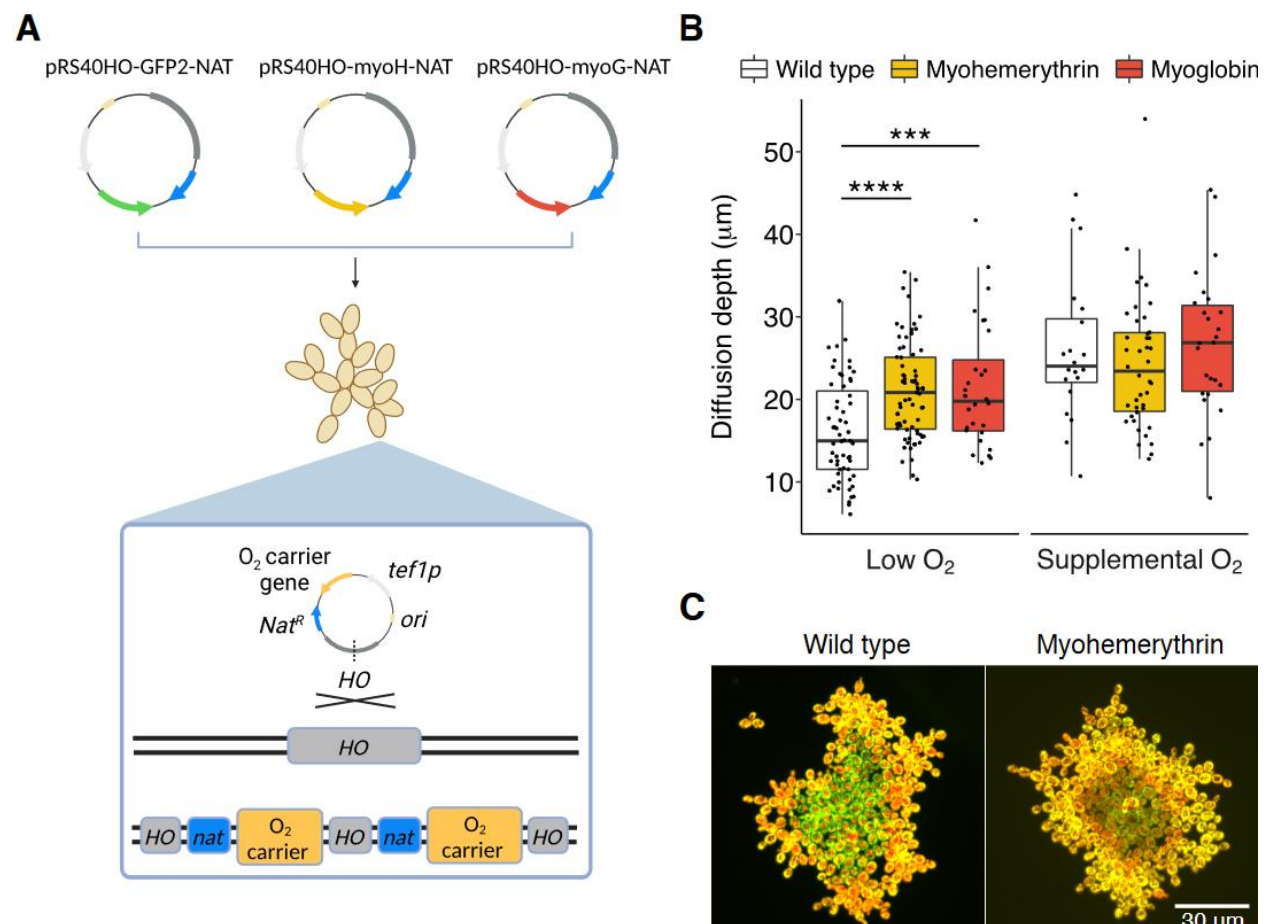 A
pRS40HO-GFP2-NAT pRS40HO-myoH-NAT pRS40HO-myoG-NAT
O₂ carrier
gene
tef1p
Natᴿ
ori
HO
HO
HO nat O₂ carrier HO nat O₂ carrier HO
B
Wild type Myohemerythrin Myoglobin
***
****
Diffusion depth (μm)
50
40
30
20
10
Low O₂ Supplemental O₂
C
Wild type Myohemerythrin
30 µm